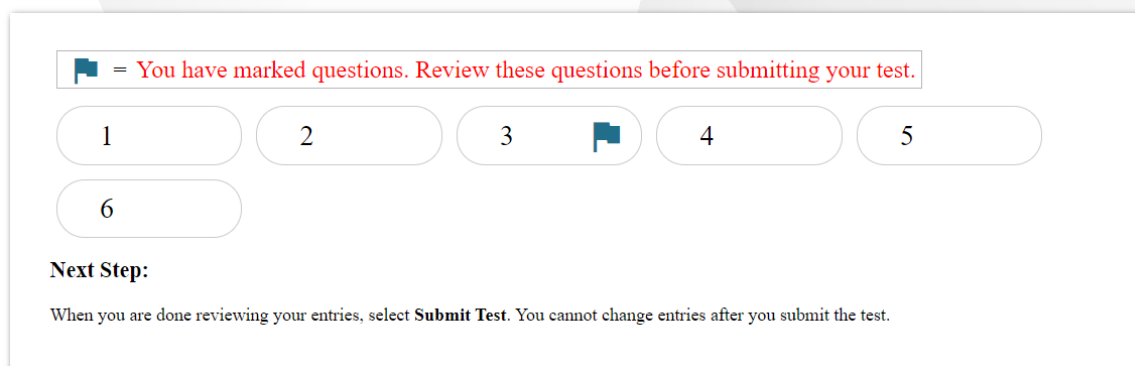 = You have marked questions. Review these questions before submitting your test.
1 2 3 4 5
6
Next Step:
When you are done reviewing your entries, select Submit Test. You cannot change entries after you submit the test.